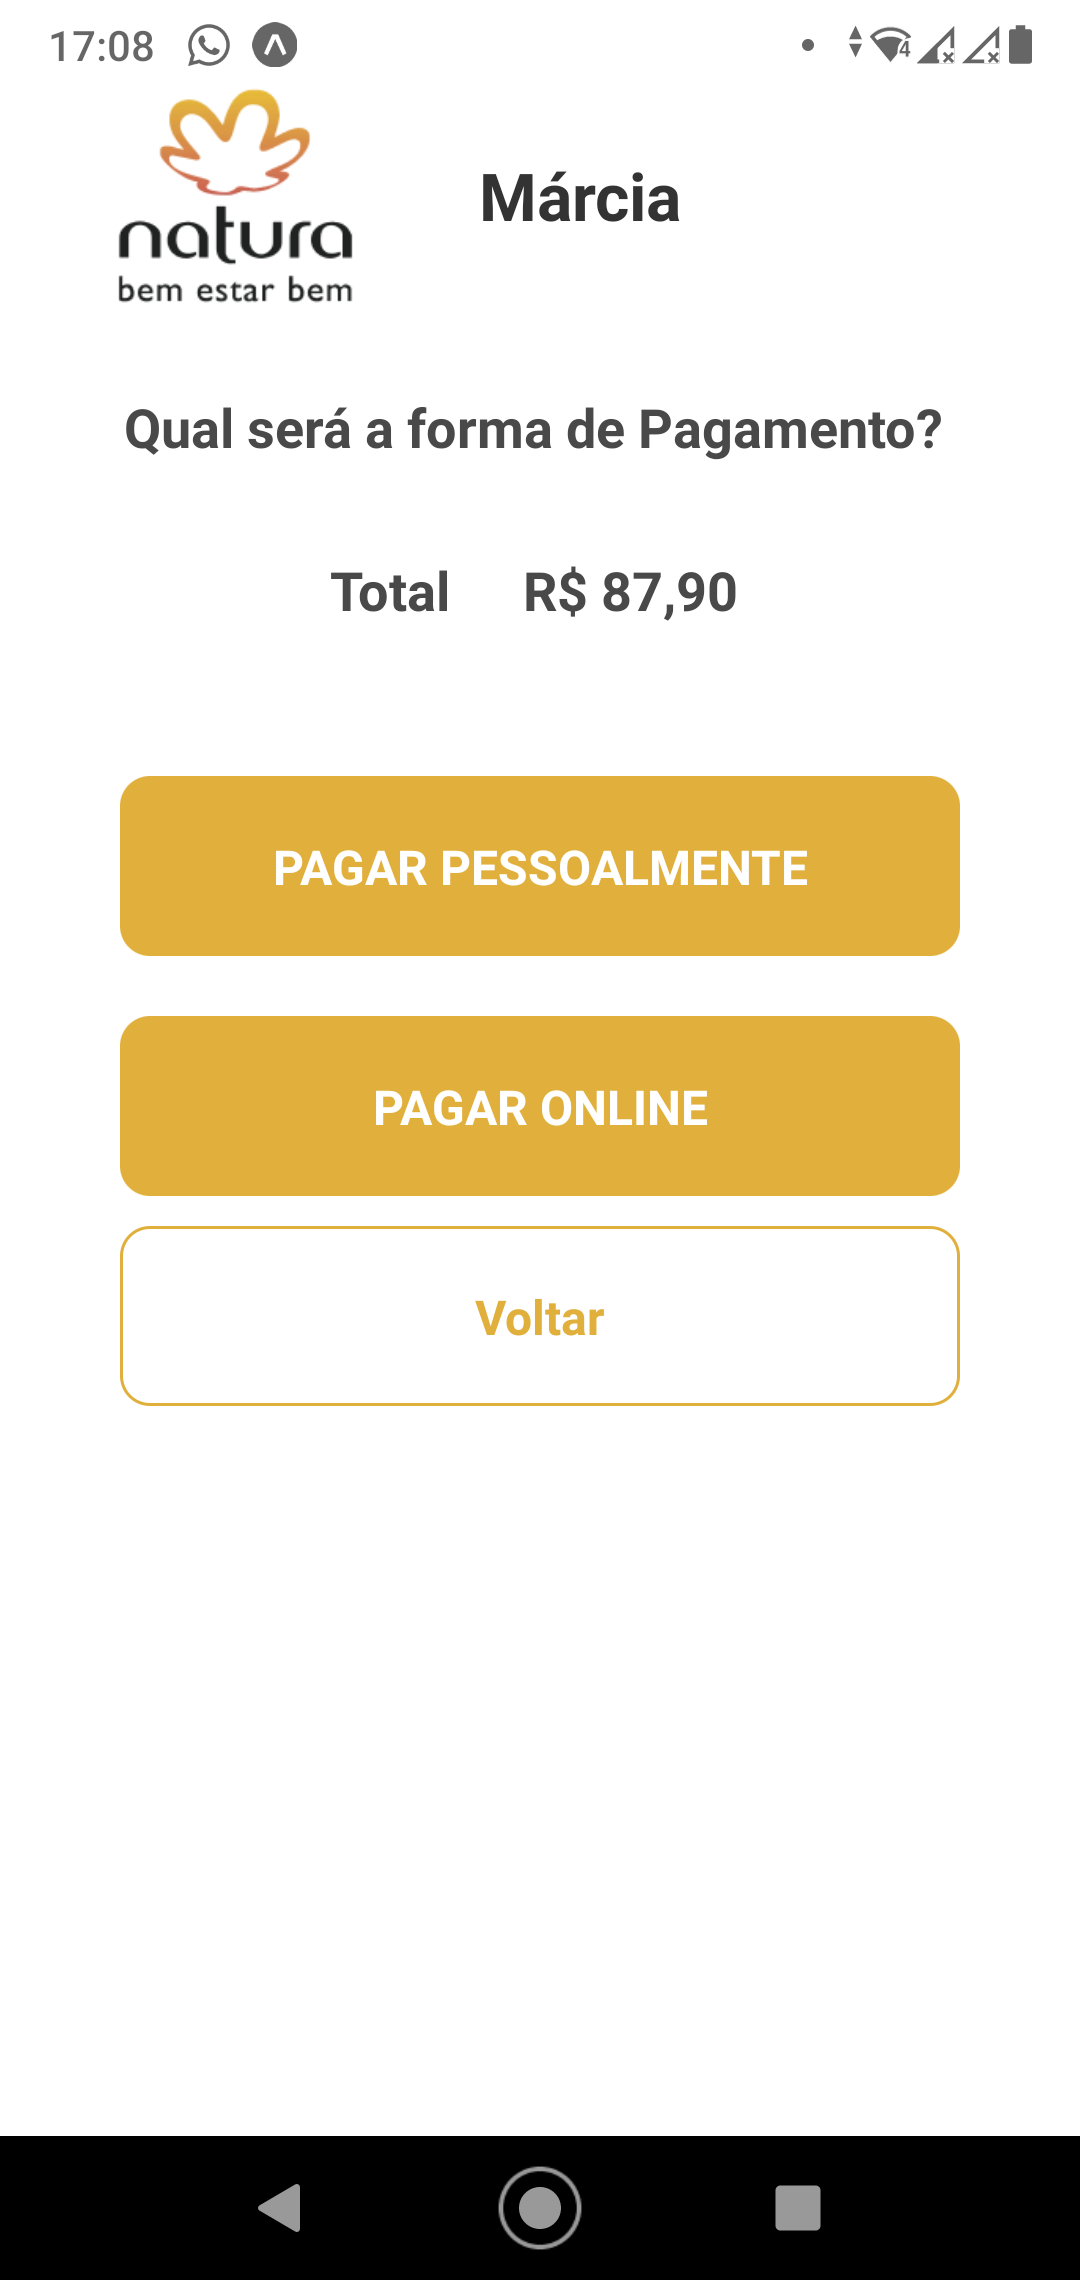 17:08
4
natura
bem estar bem
Márcia
Qual será a forma de Pagamento?
Total R$ 87,90
PAGAR PESSOALMENTE
PAGAR ONLINE
Voltar